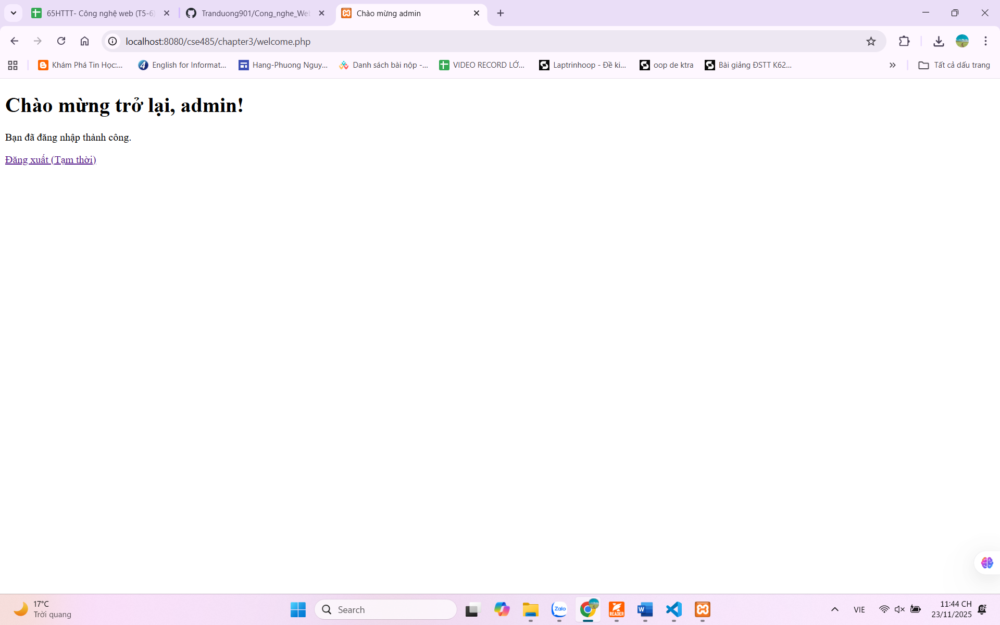 65HTTT- Công nghệ web (T5-6)
Tranduong901/Cong_nghe_Web
Chào mừng admin
localhost:8080/cse485/chapter3/welcome.php
Khám Phá Tin Học:...
English for Informat...
Hang-Phuong Nguy...
Danh sách bài nộp -...
VIDEO RECORD LỚ...
Laptrinhoop - Đề ki...
oop de ktra
Bài giảng ĐSTT K62...
Tất cả dấu trang
Chào mừng trở lại, admin!
Bạn đã đăng nhập thành công.
Đăng xuất (Tạm thời)
17°C
Trời quang
Search
Zalo
READER
VIE
11:44 CH
23/11/2025